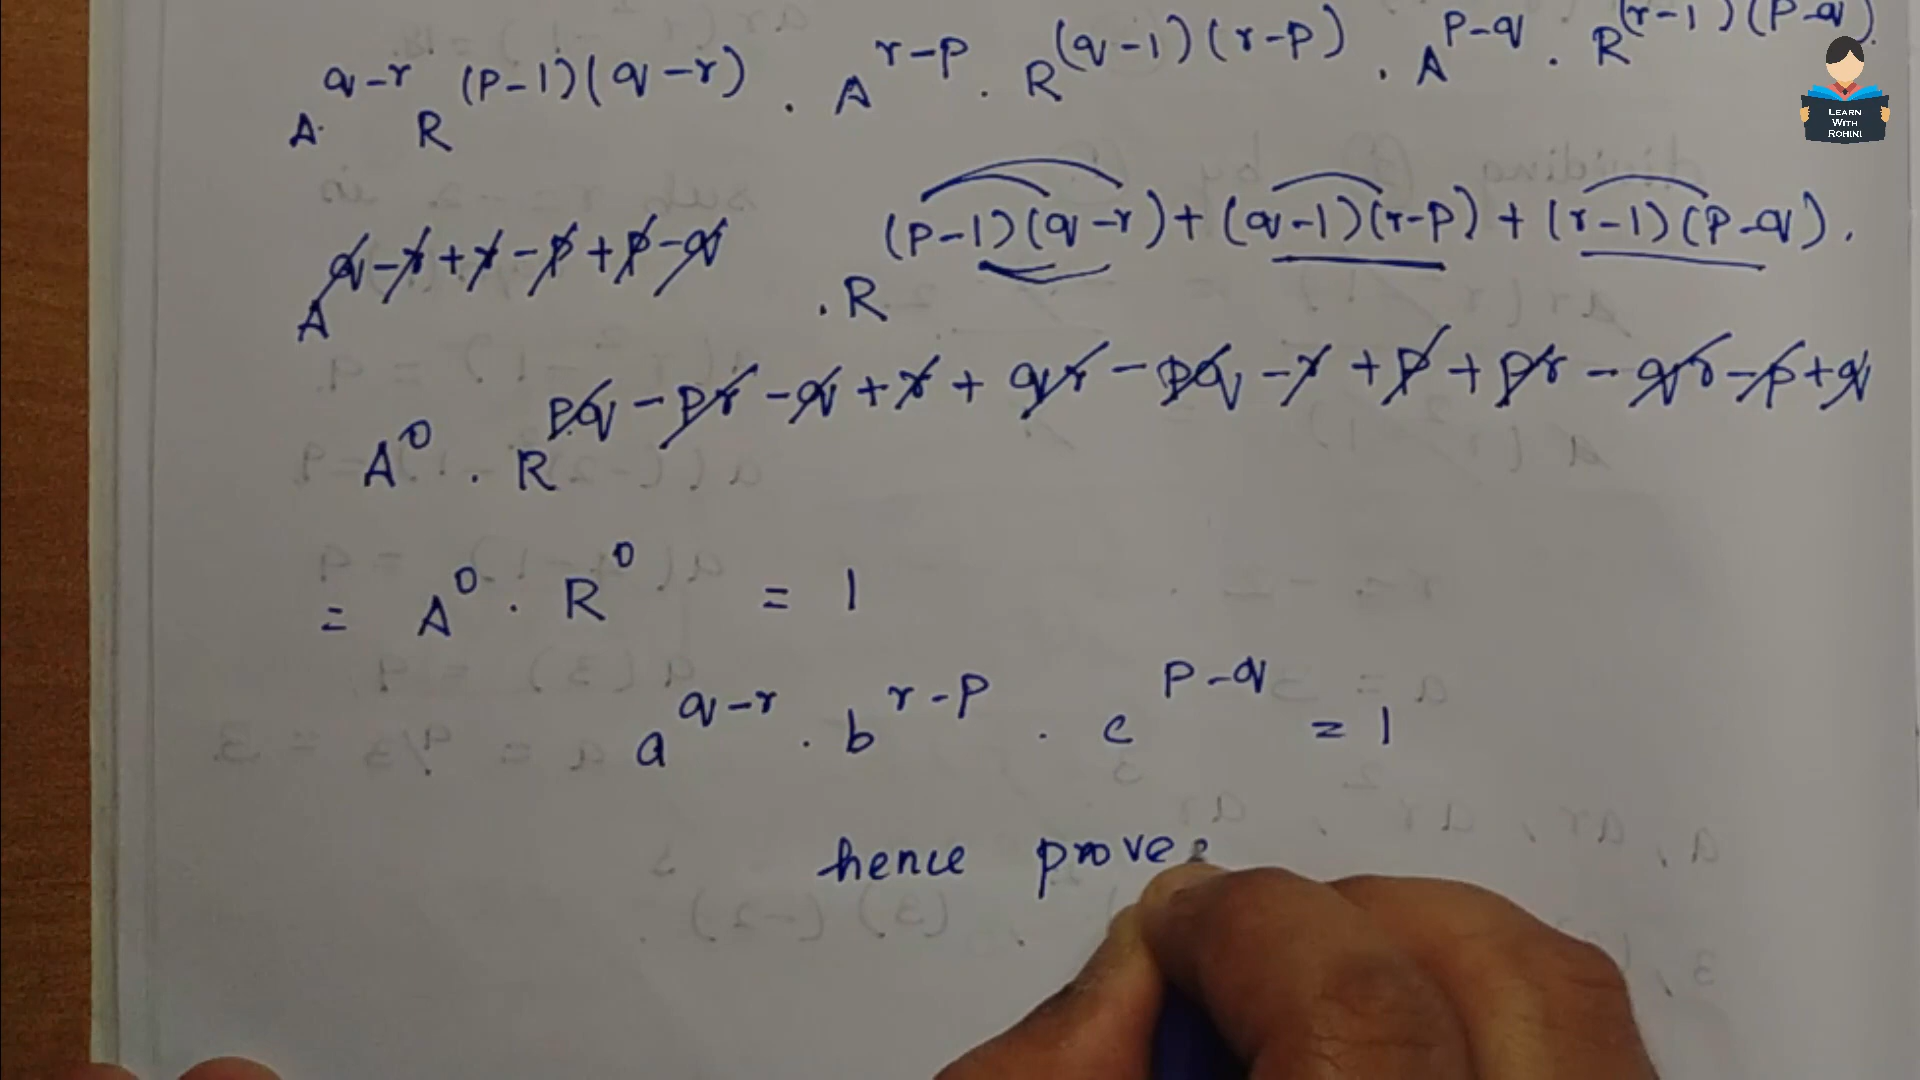 A^{q-r} R^{(p-1)(q-r)} . A^{r-p} . R^{(q-1)(r-p)} . A^{p-q} . R^{(r-1)(p-q)}.
LEARN
WITH
ROHINI
A^{q-r+r-p+p-q} . R^{(p-1)(q-r)+(q-1)(r-p)+(r-1)(p-q)}.
A^0 . R^{pq-pr-q+r+qr-pq-r+p+pr-qr-p+q}
= A^0 . R^0 = 1
a^{q-r} . b^{r-p} . c^{p-q} = 1
hence prove